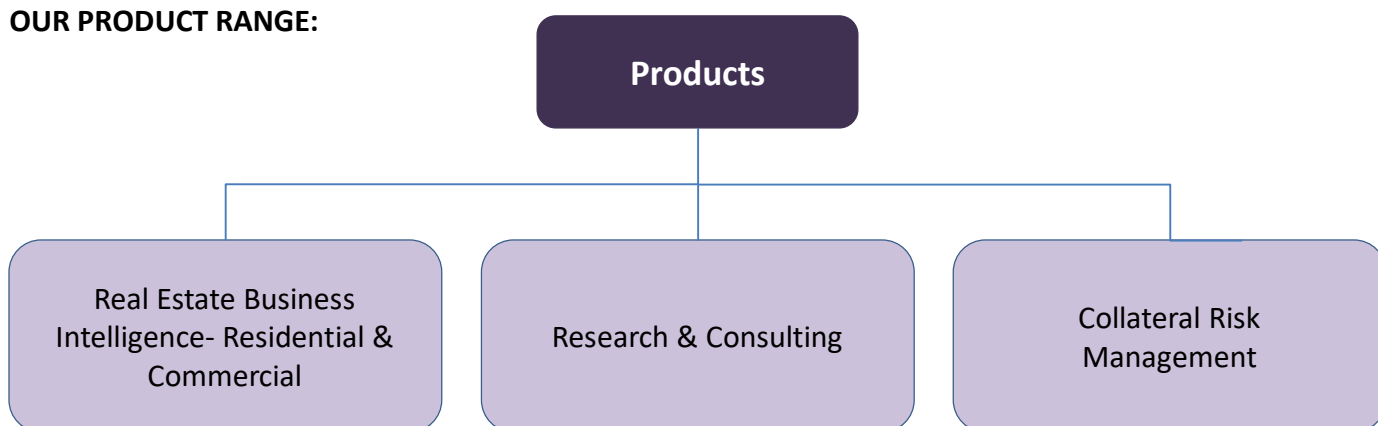 OUR PRODUCT RANGE:
Products
Real Estate Business
Intelligence- Residential &
Commercial
Research & Consulting
Collateral Risk
Management